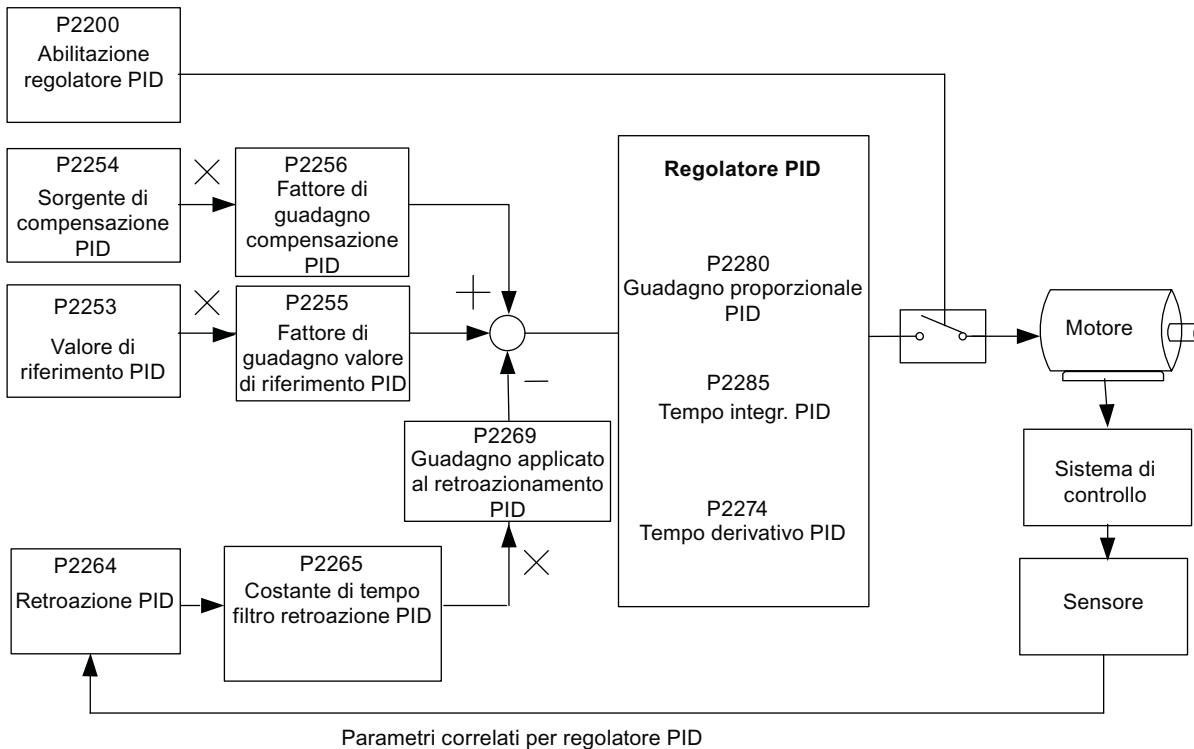 P2200
Abilitazione
regolatore PID
P2254
Sorgente di
compensazione
PID
P2256
Fattore di
guadagno
compensazione
PID
P2253
Valore di
riferimento PID
P2255
Fattore di
guadagno valore
di riferimento PID
P2269
Guadagno applicato
al retroazionamento
PID
P2264
Retroazione PID
P2265
Costante di tempo
filtro retroazione PID
Regolatore PID
P2280
Guadagno proporzionale
PID
P2285
Tempo integr. PID
P2274
Tempo derivativo PID
Motore
Sistema di
controllo
Sensore
Parametri correlati per regolatore PID